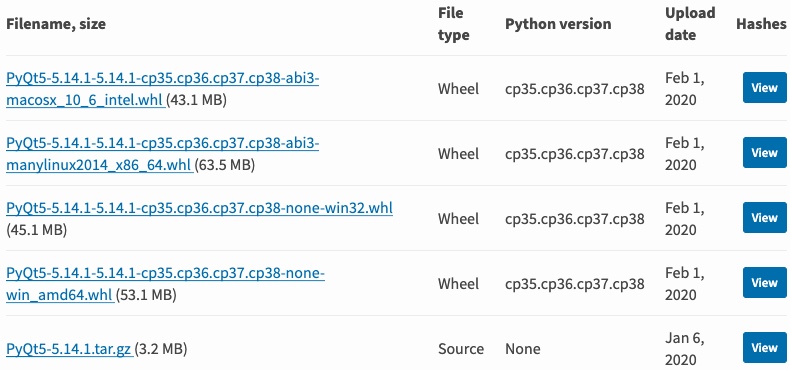 Filename, size File type Python version Upload date Hashes
PyQt5-5.14.1-5.14.1-cp35.cp36.cp37.cp38-abi3-
macosx_10_6_intel.whl (43.1 MB) Wheel cp35.cp36.cp37.cp38 Feb 1, 2020 View
PyQt5-5.14.1-5.14.1-cp35.cp36.cp37.cp38-abi3-
manylinux2014_x86_64.whl (63.5 MB) Wheel cp35.cp36.cp37.cp38 Feb 1, 2020 View
PyQt5-5.14.1-5.14.1-cp35.cp36.cp37.cp38-none-win32.whl
(45.1 MB) Wheel cp35.cp36.cp37.cp38 Feb 1, 2020 View
PyQt5-5.14.1-5.14.1-cp35.cp36.cp37.cp38-none-
win_amd64.whl (53.1 MB) Wheel cp35.cp36.cp37.cp38 Feb 1, 2020 View
PyQt5-5.14.1.tar.gz (3.2 MB) Source None Jan 6, 2020 View